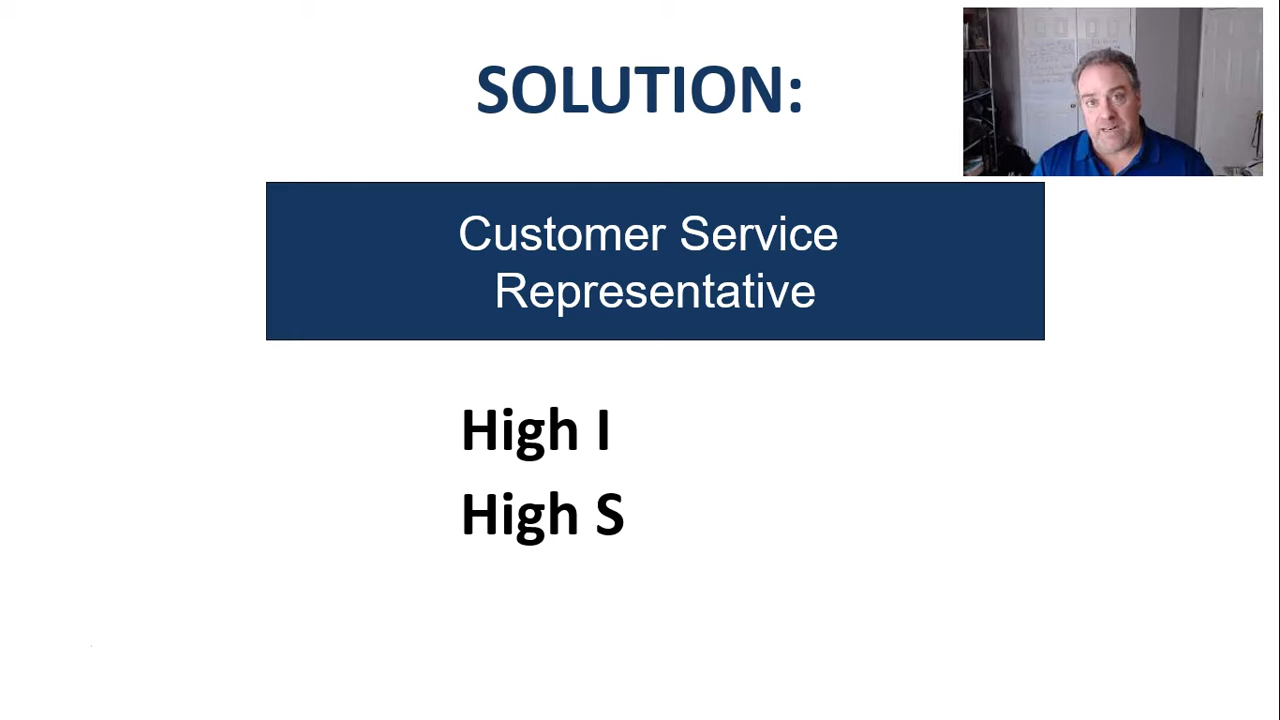 SOLUTION:
Customer Service
Representative
High I
High S